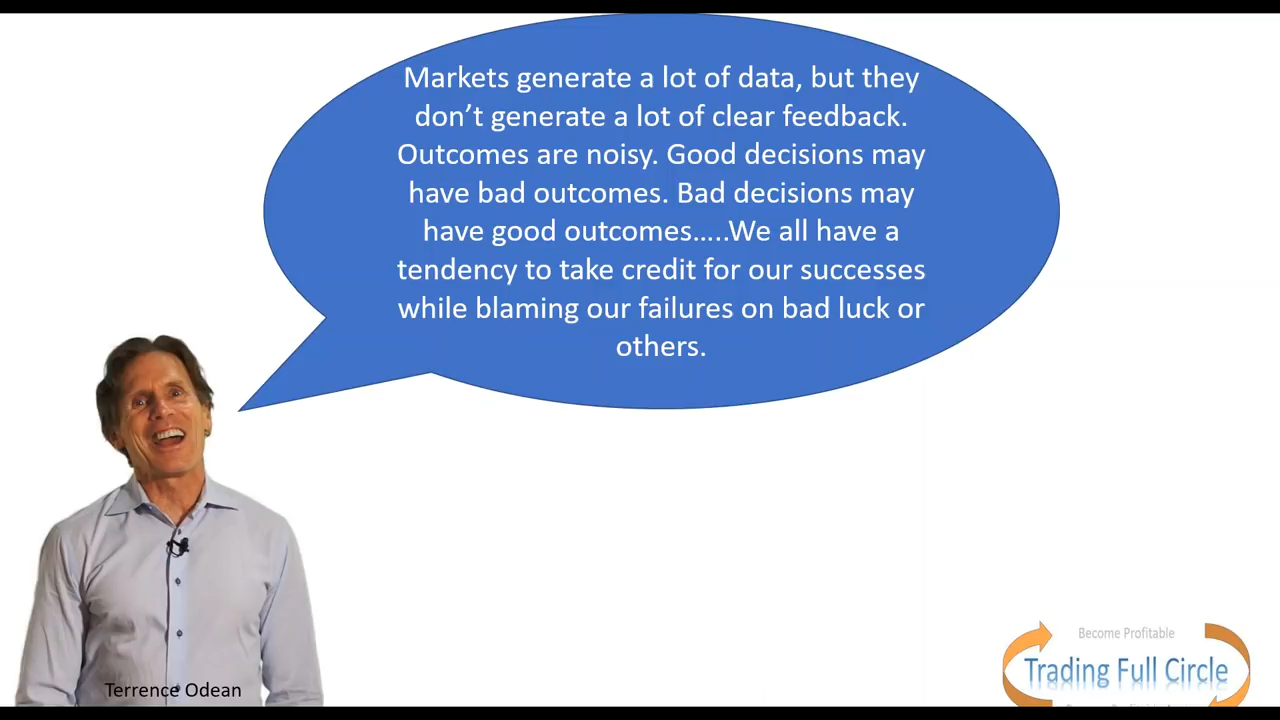 Markets generate a lot of data, but they
don’t generate a lot of clear feedback.
Outcomes are noisy. Good decisions may
have bad outcomes. Bad decisions may
have good outcomes…..We all have a
tendency to take credit for our successes
while blaming our failures on bad luck or
others.
Terrence Odean
Become Profitable
Trading Full Circle